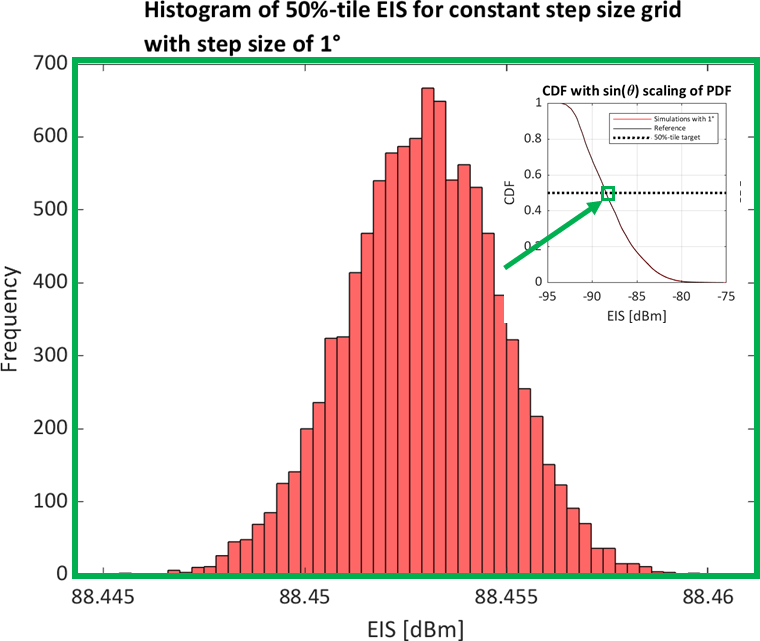 Histogram of 50%-tile EIS for constant step size grid
with step size of 1°
700
600
500
400
300
200
100
0
Frequency
88.445
88.45
88.455
88.46
EIS [dBm]
CDF with sin(θ) scaling of PDF
1
0.8
0.6
0.4
0.2
0
CDF
Simulations with 1°
Reference
50%-tile target
-95
-90
-85
-80
-75
EIS [dBm]